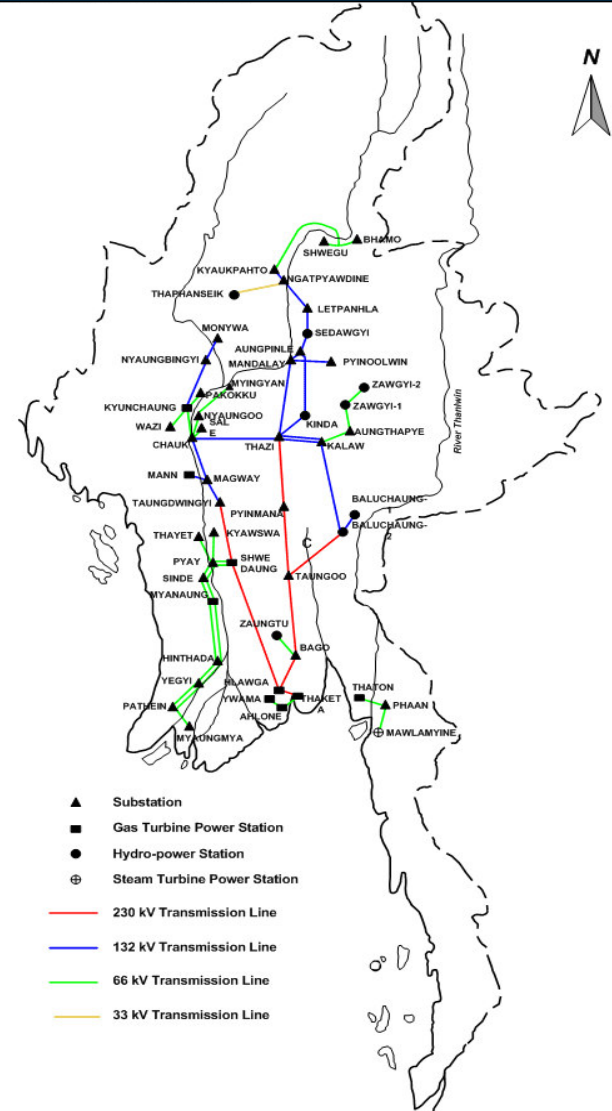 N
BHAMO
SHWEGU
KYAUKPAHTO
NGATPYAWDINE
THAPHANSEIK
LETPANHLA
MONYWA
SEDAWGYI
AUNGPINLE
NYAUNGBINGYI
MANDALAY
PYINOOLWIN
MYINGYAN
ZAWGYI-2
PAKOKKU
KYUNCHAUNG
ZAWGYI-1
NYAUNGOO
KINDA
WAZI
SAL
E
AUNGTHAPYE
CHAUK
THAZI
KALAW
River Thanlwin
MANN
MAGWAY
TAUNGDWINGYI
PYINMANA
BALUCHAUNG-
1
BALUCHAUNG-
2
THAYET
KYAWSWA
C
PYAY
SHWE
DAUNG
SINDE
TAUNGOO
MYANAUNG
ZAUNGTU
BAGO
HINTHADA
YEGYI
HLAWGA
THATON
YWAMA
THAKET
A
PATHEIN
PHAAN
AHLONE
MYAUNGMYA
MAWLAMYINE
Substation
Gas Turbine Power Station
Hydro-power Station
Steam Turbine Power Station
230 kV Transmission Line
132 kV Transmission Line
66 kV Transmission Line
33 kV Transmission Line